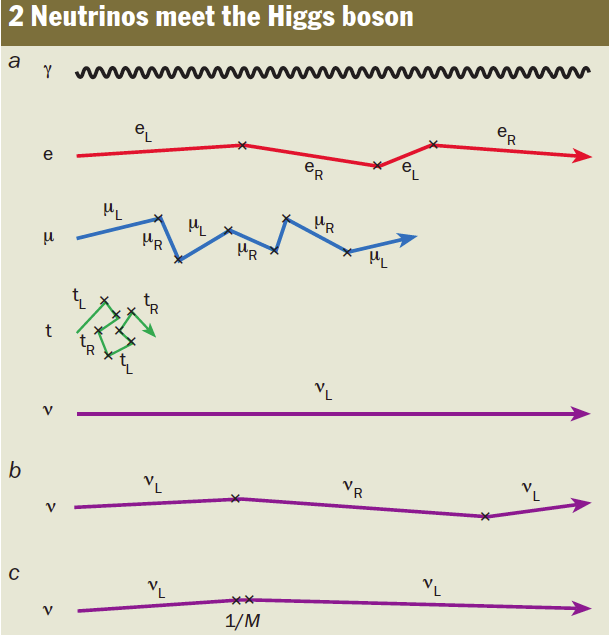 2 Neutrinos meet the Higgs boson
a
γ
e
e_L
e_R
e_L
e_R
μ
μ_L
μ_R
μ_L
μ_R
μ_R
μ_L
t
t_L
t_R
t_R
t_L
ν
ν_L
b
ν
ν_L
ν_R
ν_L
c
ν
ν_L
ν_L
1/M